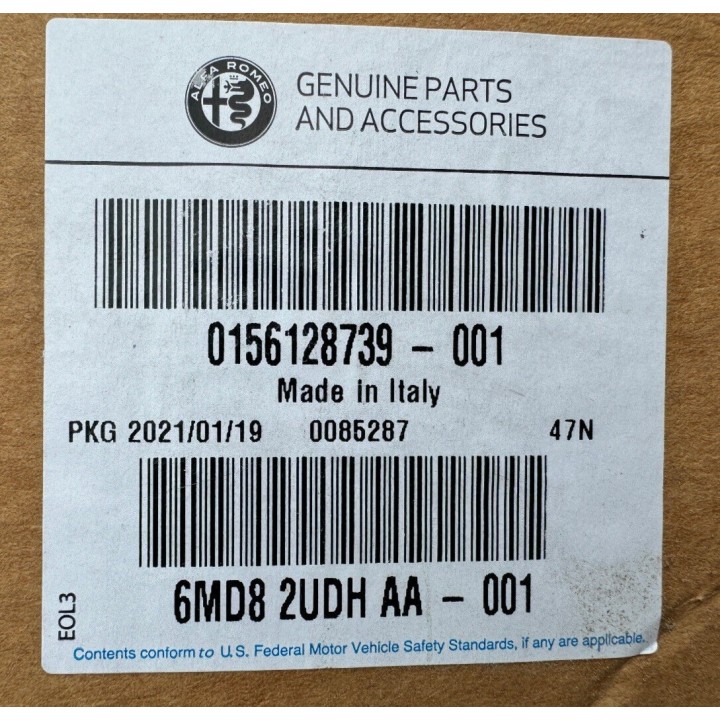 ALFA ROMEO
GENUINE PARTS
AND ACCESSORIES
0156128739 - 001
Made in Italy
PKG 2021/01/19 0085287 47N
6MD8 2UDH AA - 001
EOL3
Contents conform to U.S. Federal Motor Vehicle Safety Standards, if any are applicable.